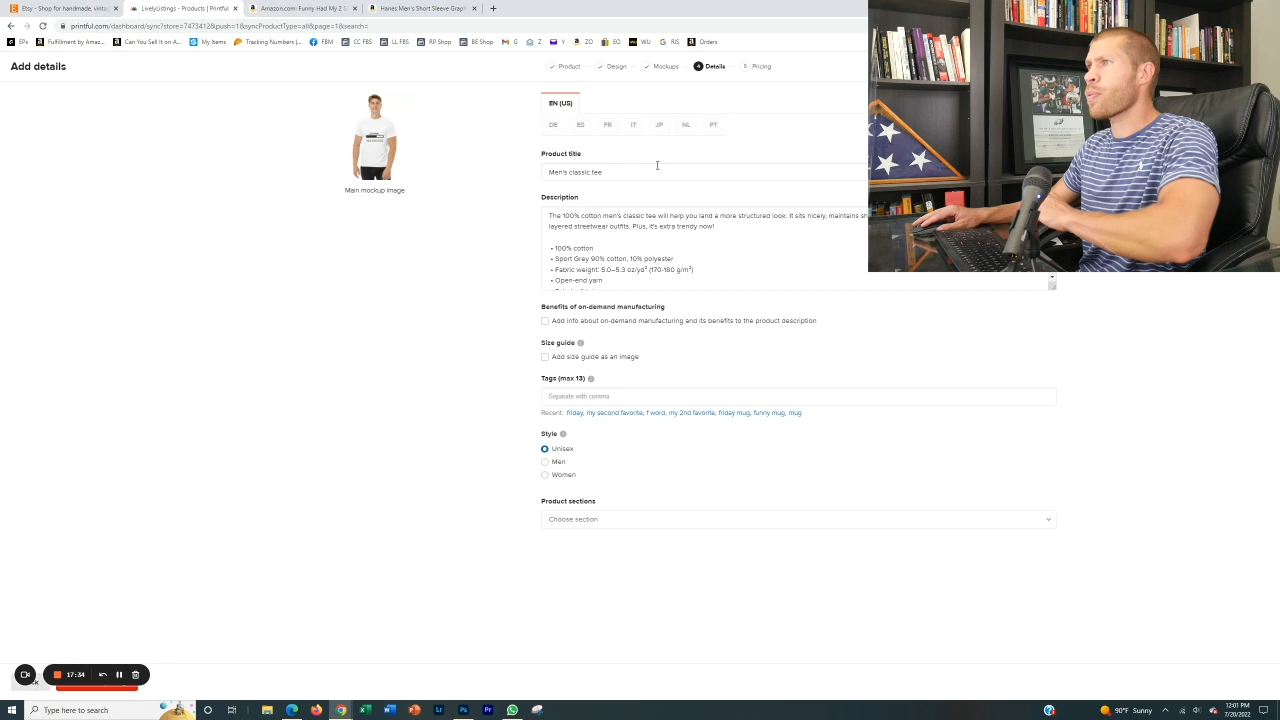 Etsy - Shop for handmade, vinta
LivelyListings - Products | Printful
Amazon.com: Funny Had My 2 S
Hanes Men's Short Sleeve Graph
printful.com/dashboard/sync?store=7473412&push=1&syncProductType=all&page=1&search=
EPs
Fulfillment by Amaz...
Can You Sell It on A...
My Items
Tracking Numbers |...
FBM
CC FBS
LL FBS
RP Shop
BE Shop
G
Z
Y
ZO
EO
WU
RIS
Orders
Add details
Product
Design
Mockups
4 Details
5 Pricing
EN (US)
DE ES FR IT JP NL PT
Main mockup image
Product title
Men's classic tee
Description
The 100% cotton men's classic tee will help you land a more structured look. It sits nicely, maintains sh
layered streetwear outfits. Plus, it's extra trendy now!
• 100% cotton
• Sport Grey 90% cotton, 10% polyester
• Fabric weight: 5.0–5.3 oz/yd² (170-180 g/m²)
• Open-end yarn
Benefits of on-demand manufacturing
Add info about on-demand manufacturing and its benefits to the product description
Size guide
Add size guide as an image
Tags (max 13)
Separate with comma
Recent: friday, my second favorite, f word, my 2nd favorite, friday mug, funny mug, mug
Style
Unisex
Men
Women
Product sections
Choose section
17:34
Type here to search
90°F Sunny
12:01 PM
7/20/2022